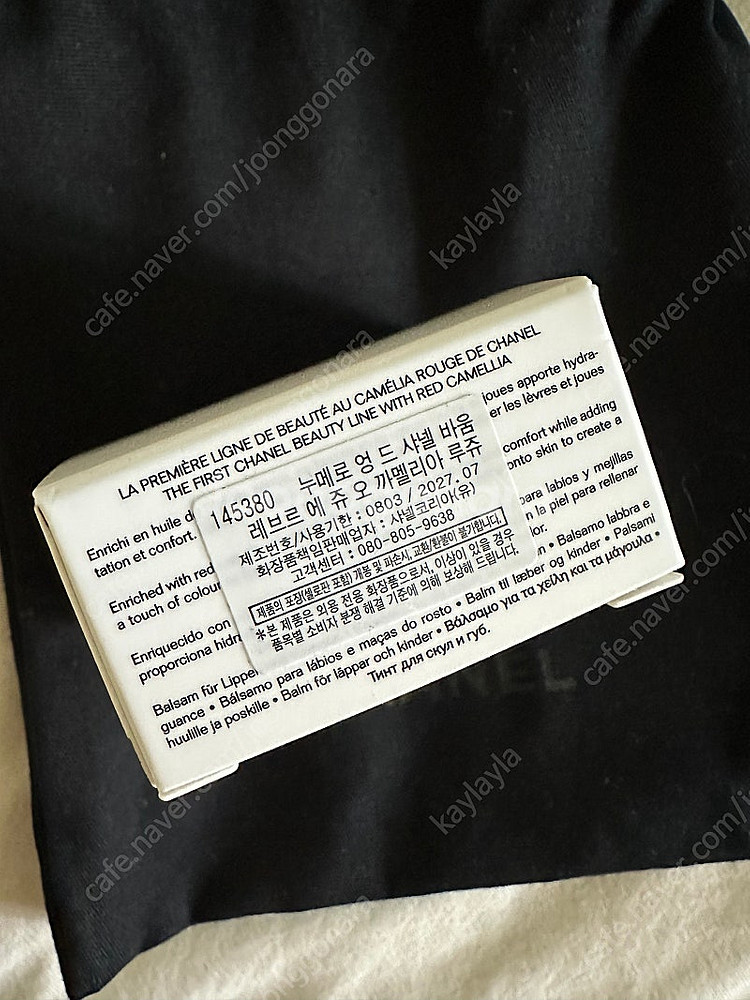 LA PREMIÈRE LIGNE DE BEAUTÉ AU CAMÉLIA ROUGE DE CHANEL
THE FIRST CHANEL BEAUTY LINE WITH RED CAMELLIA
Enrichi en huile de
joues apporte hydra-
tation et confort.
er les lèvres et joues
Enriched with red
comfort while adding
a touch of colour
onto skin to create a
Enriquecido con
para labios y mejillas
proporciona hidra
n la piel para rellenar
145380 누메로 엉 드 샤넬 바움
레브르 에 쥬 오 까멜리아 루쥬
제조번호/사용기한 : 0803 / 2027.07
화장품책임판매업자 : 샤넬코리아(유)
고객센터 : 080-805-9638
제품의 포장(셀로판 포함) 개봉 및 파손시, 교환/환불이 불가합니다.
*본 제품은 외용 전용 화장품으로서, 이상이 있을 경우
품목별 소비자 분쟁 해결 기준에 의해 보상해 드립니다.
Balsam für Lippen
n • Balsamo labbra e
guance • Bálsamo para lábios e maças do rosto • Balm til læber og kinder • Palsami
huulille ja poskille • Balm för läppar och kinder • Βάλσαμο για τα χείλη και τα μάγουλα •
Тинт для скул и губ.
CHANEL
cafe.naver.com/joonggonara
kaylayla
cafe.naver.com/joonggonara
kaylayla